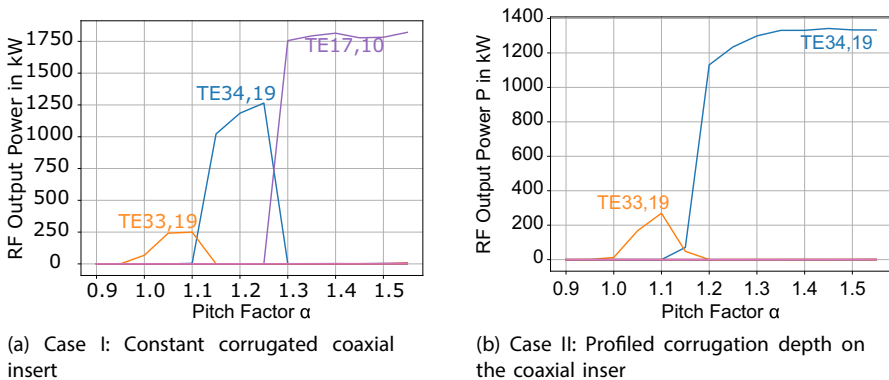 RF Output Power in kW
1750
1500
1250
1000
750
500
250
0
TE17,10
TE34,19
TE33,19
0.9 1.0 1.1 1.2 1.3 1.4 1.5
Pitch Factor α
(a) Case I: Constant corrugated coaxial
insert
RF Output Power P in kW
1400
1200
1000
800
600
400
200
0
TE34,19
TE33,19
0.9 1.0 1.1 1.2 1.3 1.4 1.5
Pitch Factor α
(b) Case II: Profiled corrugation depth on
the coaxial inser